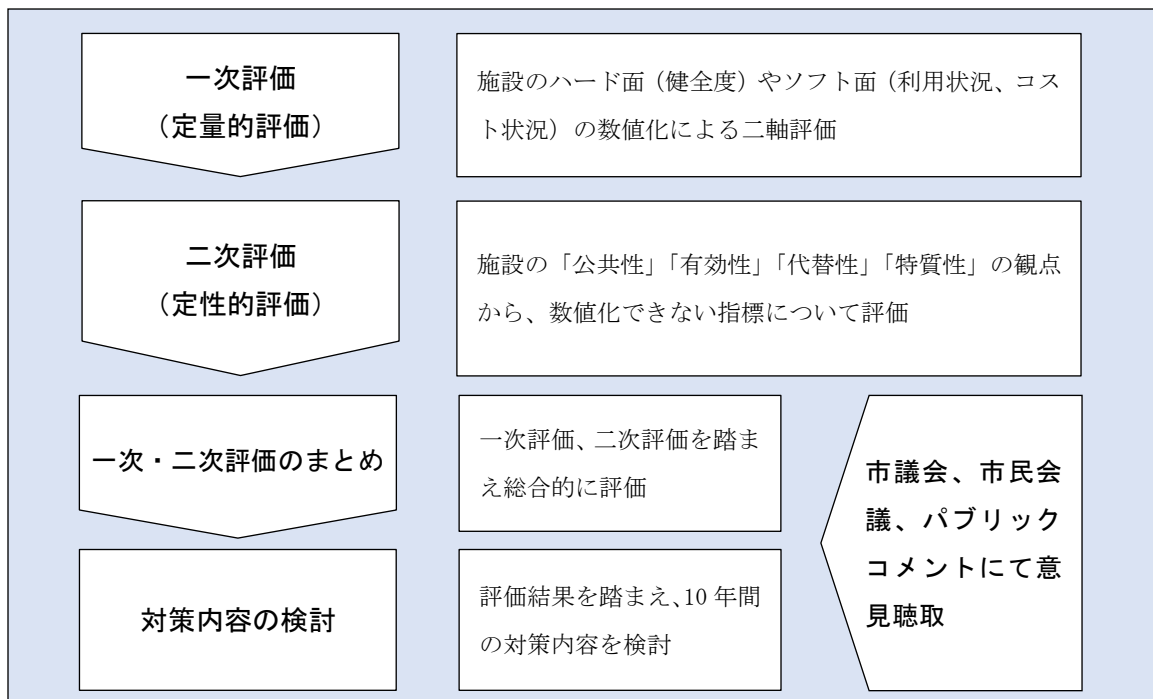 一次評価
（定量的評価）
施設のハード面（健全度）やソフト面（利用状況、コス
ト状況）の数値化による二軸評価
二次評価
（定性的評価）
施設の「公共性」「有効性」「代替性」「特質性」の観点
から、数値化できない指標について評価
一次・二次評価のまとめ
一次評価、二次評価を踏ま
え総合的に評価
対策内容の検討
評価結果を踏まえ、10 年間
の対策内容を検討
市議会、市民会
議、パブリック
コメントにて意
見聴取